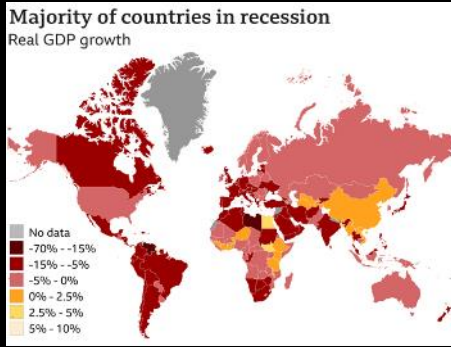 Majority of countries in recession
Real GDP growth
No data
-70% - -15%
-15% - -5%
-5% - 0%
0% - 2.5%
2.5% - 5%
5% - 10%